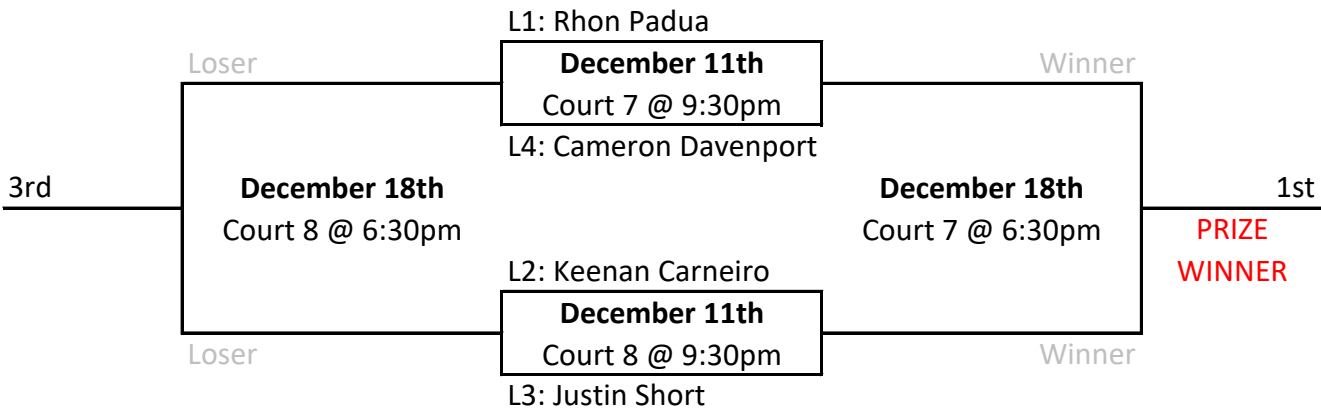 L1: Rhon Padua
Loser
December 11th
Winner
Court 7 @ 9:30pm
L4: Cameron Davenport
3rd
December 18th
December 18th
1st
Court 8 @ 6:30pm
Court 7 @ 6:30pm
PRIZE
WINNER
L2: Keenan Carneiro
December 11th
Loser
Court 8 @ 9:30pm
Winner
L3: Justin Short